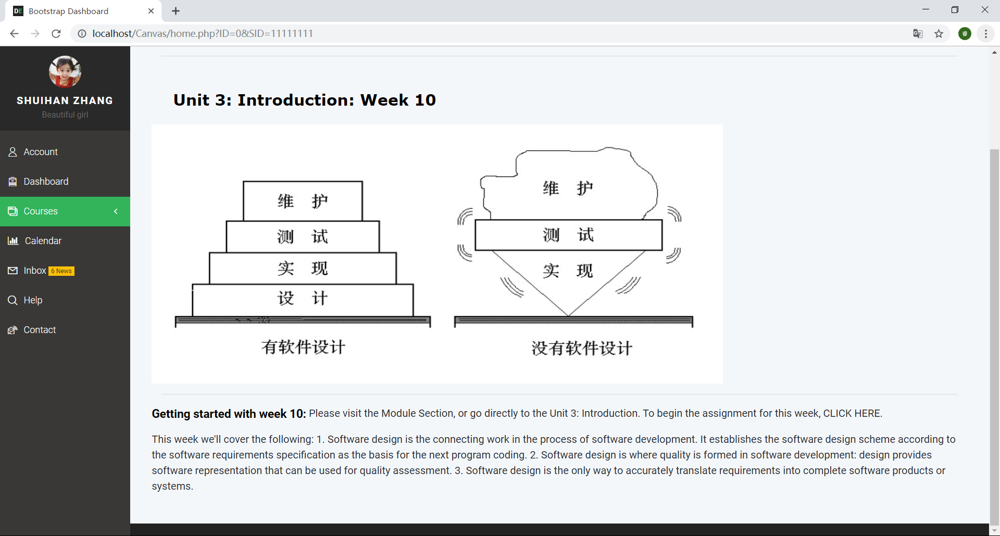 DE Bootstrap Dashboard
localhost/Canvas/home.php?ID=0&SID=11111111
睿
SHUIHAN ZHANG
Beautiful girl
Account
Dashboard
Courses
Calendar
Inbox 6 News
Help
Contact
Unit 3: Introduction: Week 10
维 护
测 试
实 现
设 计
有软件设计
维 护
测 试
实 现
没有软件设计
Getting started with week 10: Please visit the Module Section, or go directly to the Unit 3: Introduction. To begin the assignment for this week, CLICK HERE.
This week we'll cover the following: 1. Software design is the connecting work in the process of software development. It establishes the software design scheme according to
the software requirements specification as the basis for the next program coding. 2. Software design is where quality is formed in software development: design provides
software representation that can be used for quality assessment. 3. Software design is the only way to accurately translate requirements into complete software products or
systems.